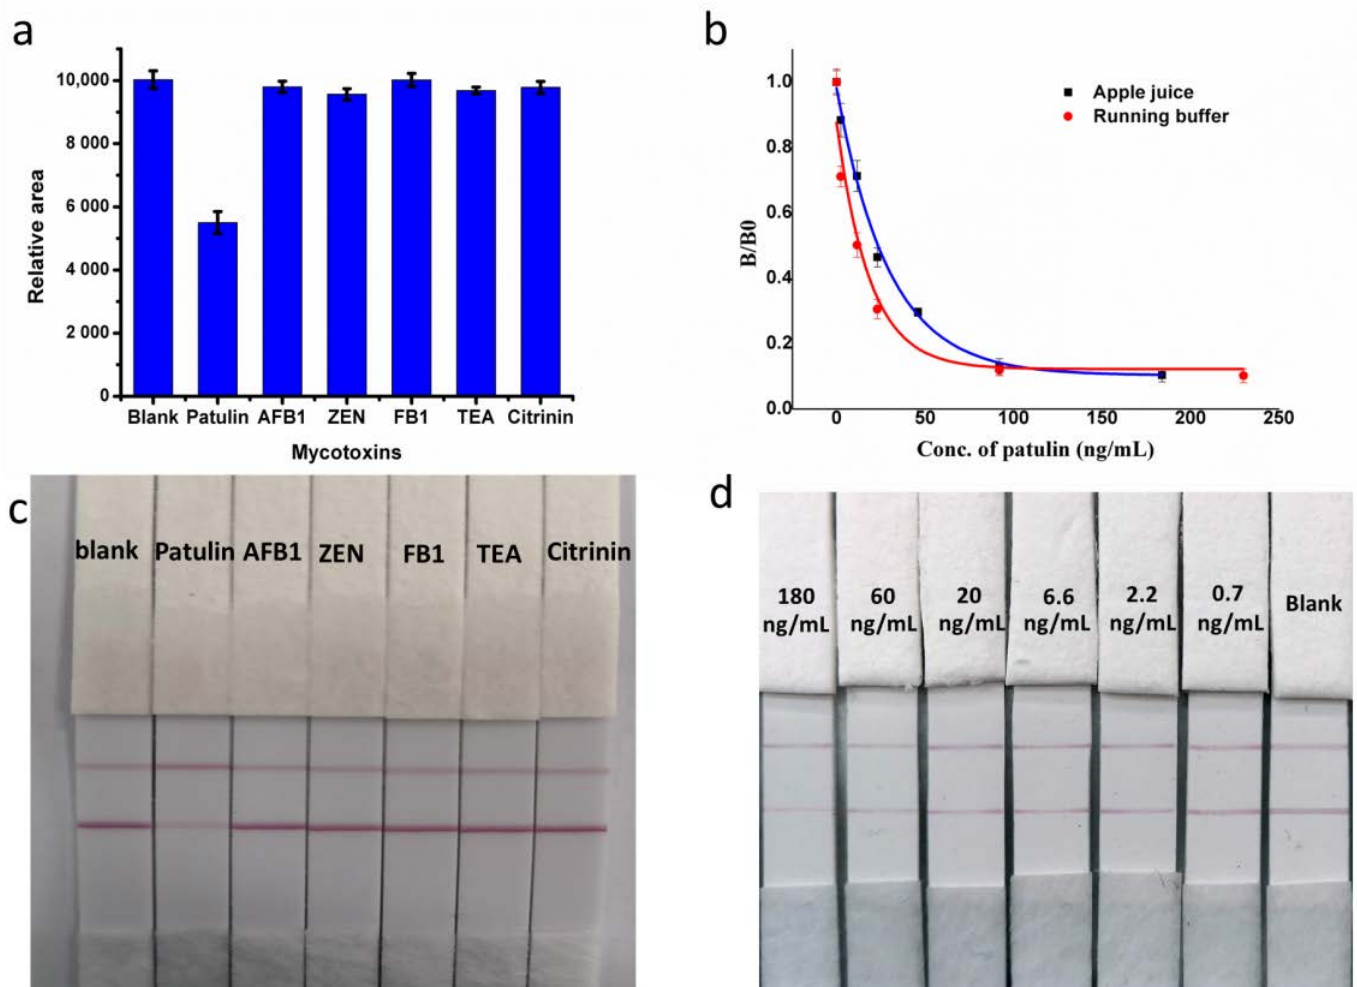 a
10,000
8 000
6 000
4 000
2 000
0
Relative area
Blank Patulin AFB1 ZEN FB1 TEA Citrinin
Mycotoxins
b
1.0
0.8
0.6
0.4
0.2
0.0
B/B0
Apple juice
Running buffer
0 50 100 150 200 250
Conc. of patulin (ng/mL)
c
blank Patulin AFB1 ZEN FB1 TEA Citrinin
d
180 60 20 6.6 2.2 0.7 Blank
ng/mL ng/mL ng/mL ng/mL ng/mL ng/mL